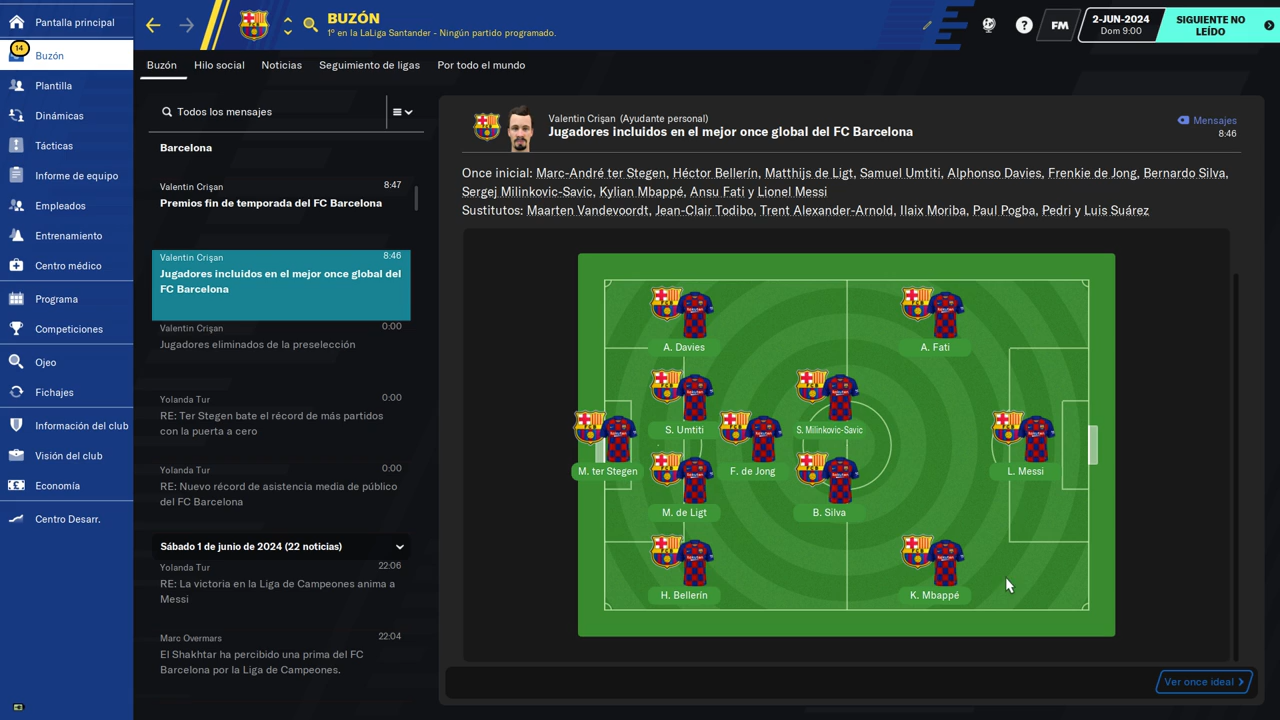 Pantalla principal
14
Buzón
Plantilla
Dinámicas
Tácticas
Informe de equipo
Empleados
Entrenamiento
Centro médico
Programa
Competiciones
Ojeo
Fichajes
Información del club
Visión del club
Economía
Centro Desarr.
BUZÓN
1º en la LaLiga Santander - Ningún partido programado.
?
FM
2-JUN-2024
Dom 9:00
SIGUIENTE NO
LEÍDO
Buzón
Hilo social
Noticias
Seguimiento de ligas
Por todo el mundo
Todos los mensajes
Barcelona
Valentin Crișan
8:47
Premios fin de temporada del FC Barcelona
Valentin Crișan
8:46
Jugadores incluidos en el mejor once global del
FC Barcelona
Valentin Crișan
0:00
Jugadores eliminados de la preselección
Yolanda Tur
0:00
RE: Ter Stegen bate el récord de más partidos
con la puerta a cero
Yolanda Tur
0:00
RE: Nuevo récord de asistencia media de público
del FC Barcelona
Sábado 1 de junio de 2024 (22 noticias)
Yolanda Tur
22:06
RE: La victoria en la Liga de Campeones anima a
Messi
Marc Overmars
22:04
El Shakhtar ha percibido una prima del FC
Barcelona por la Liga de Campeones.
Valentin Crișan (Ayudante personal)
Jugadores incluidos en el mejor once global del FC Barcelona
Mensajes
8:46
Once inicial: Marc-André ter Stegen, Héctor Bellerín, Matthijs de Ligt, Samuel Umtiti, Alphonso Davies, Frenkie de Jong, Bernardo Silva,
Sergej Milinkovic-Savic, Kylian Mbappé, Ansu Fati y Lionel Messi
Sustitutos: Maarten Vandevoordt, Jean-Clair Todibo, Trent Alexander-Arnold, Ilaix Moriba, Paul Pogba, Pedri y Luis Suárez
A. Davies
A. Fati
S. Umtiti
S. Milinkovic-Savic
M. ter Stegen
F. de Jong
L. Messi
M. de Ligt
B. Silva
H. Bellerín
K. Mbappé
Ver once ideal